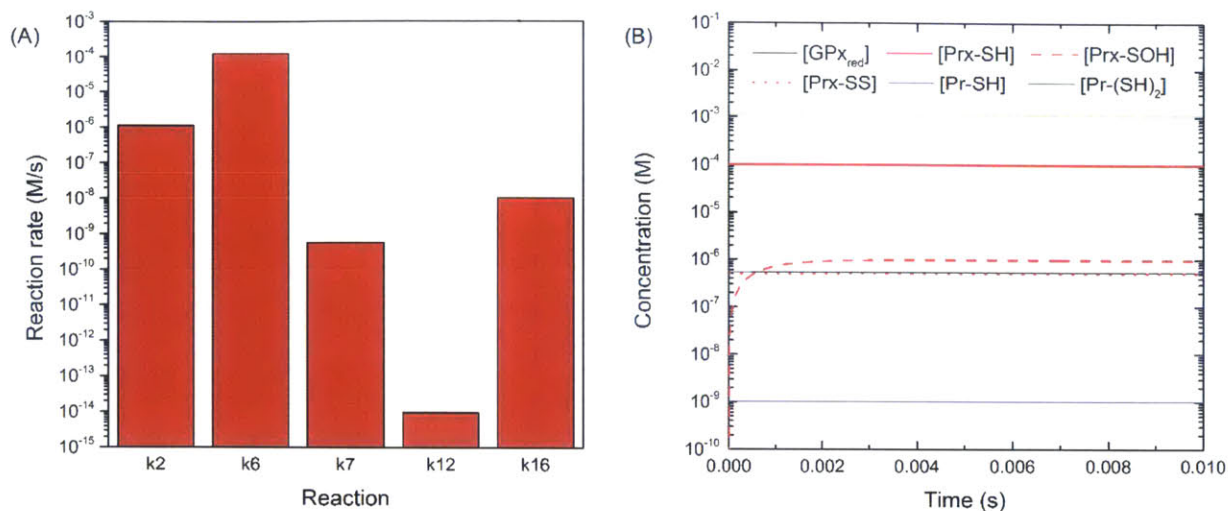 (A)
Reaction rate (M/s)
10⁻³
10⁻⁴
10⁻⁵
10⁻⁶
10⁻⁷
10⁻⁸
10⁻⁹
10⁻¹⁰
10⁻¹¹
10⁻¹²
10⁻¹³
10⁻¹⁴
10⁻¹⁵
k2 k6 k7 k12 k16
Reaction
(B)
Concentration (M)
10⁻¹
10⁻²
10⁻³
10⁻⁴
10⁻⁵
10⁻⁶
10⁻⁷
10⁻⁸
10⁻⁹
10⁻¹⁰
[GPx_red] [Prx-SH] [Prx-SOH]
[Prx-SS] [Pr-SH] [Pr-(SH)₂]
0.000 0.002 0.004 0.006 0.008 0.010
Time (s)